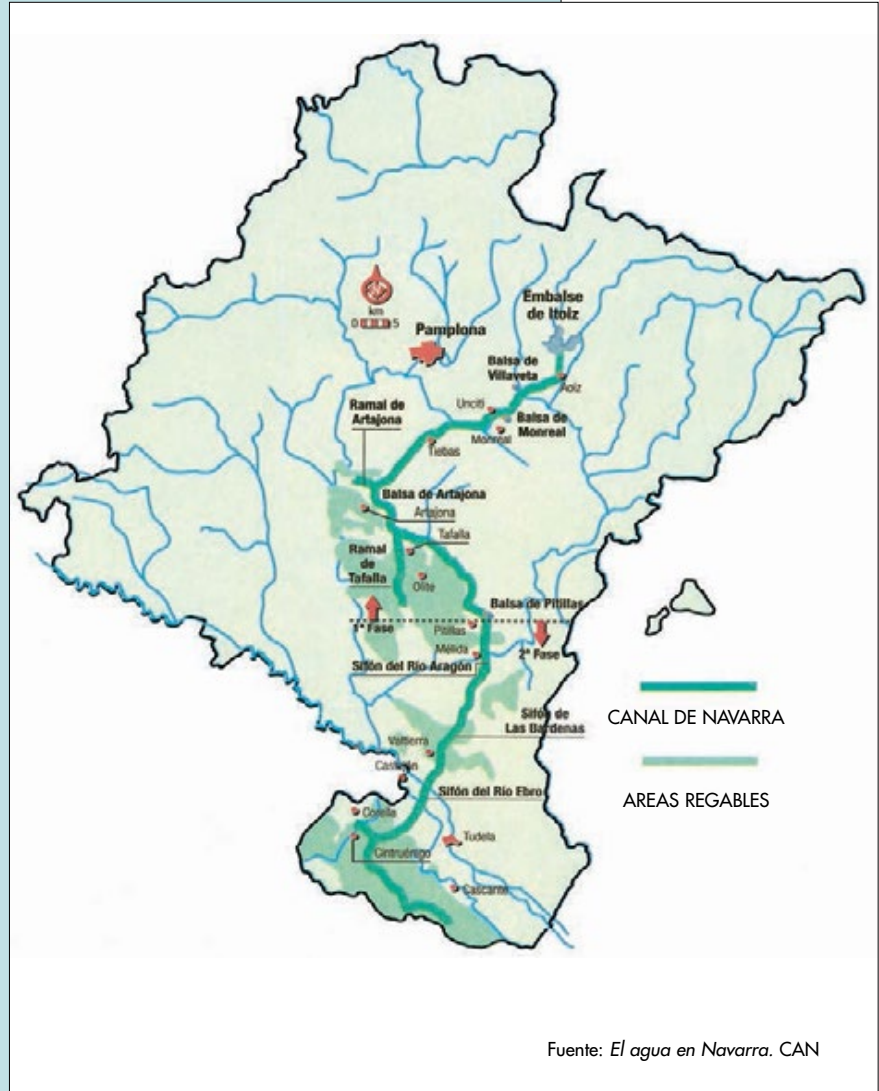 km
0 5
Pamplona
Embalse
de Itoiz
Balsa de
Villaveta
Aoiz
Unciti
Balsa de
Monreal
Monreal
Tiebas
Ramal de
Artajona
Balsa de Artajona
Artajona
Tafalla
Ramal
de
Tafalla
Olite
Balsa de Pitillas
1ª Fase
Pitillas
2ª Fase
Mélida
Sifón del Río Aragón
Sifón de
Las Bardenas
Valtierra
Castejón
Sifón del Río Ebro
Corella
Tudela
Cintruénigo
Cascante
CANAL DE NAVARRA
AREAS REGABLES
Fuente: El agua en Navarra. CAN